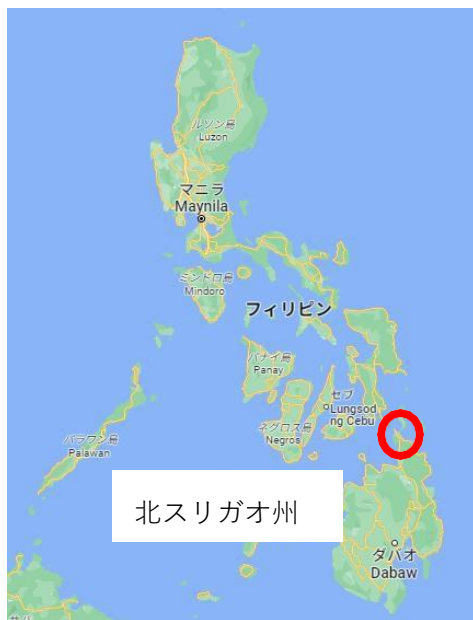 ルソン島
Luzon
マニラ
Maynila
ミンドロ島
Mindoro
フィリピン
パナイ島
Panay
セブ
Lungsod
ng Cebu
ネグロス島
Negros
パラワン島
Palawan
北スリガオ州
ダバオ
Dabaw